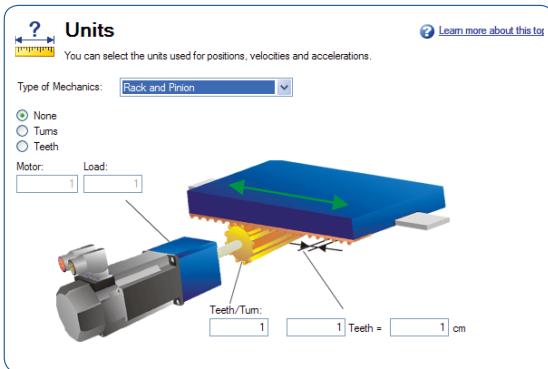 ?
Units
? Learn more about this top
You can select the units used for positions, velocities and accelerations.
Type of Mechanics: Rack and Pinion
None
Turns
Teeth
Motor: Load:
1 1
Teeth/Turn:
1 1 Teeth = 1 cm